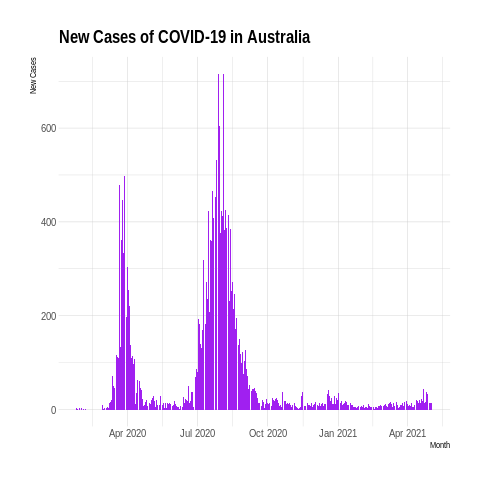 New Cases of COVID-19 in Australia
New Cases
600
400
200
0
Apr 2020 Jul 2020 Oct 2020 Jan 2021 Apr 2021
Month